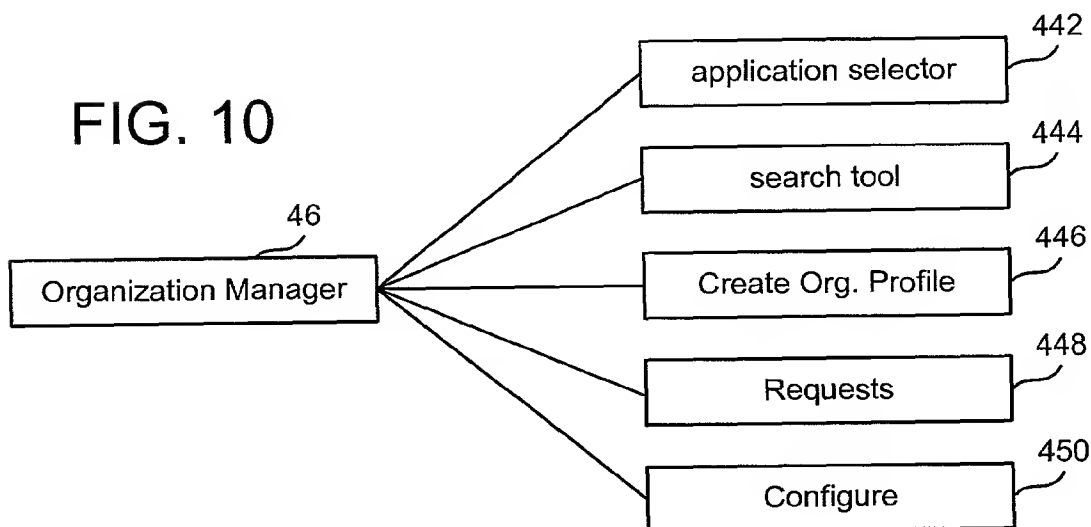 FIG. 10
442
application selector
444
search tool
46
Organization Manager
446
Create Org. Profile
448
Requests
450
Configure